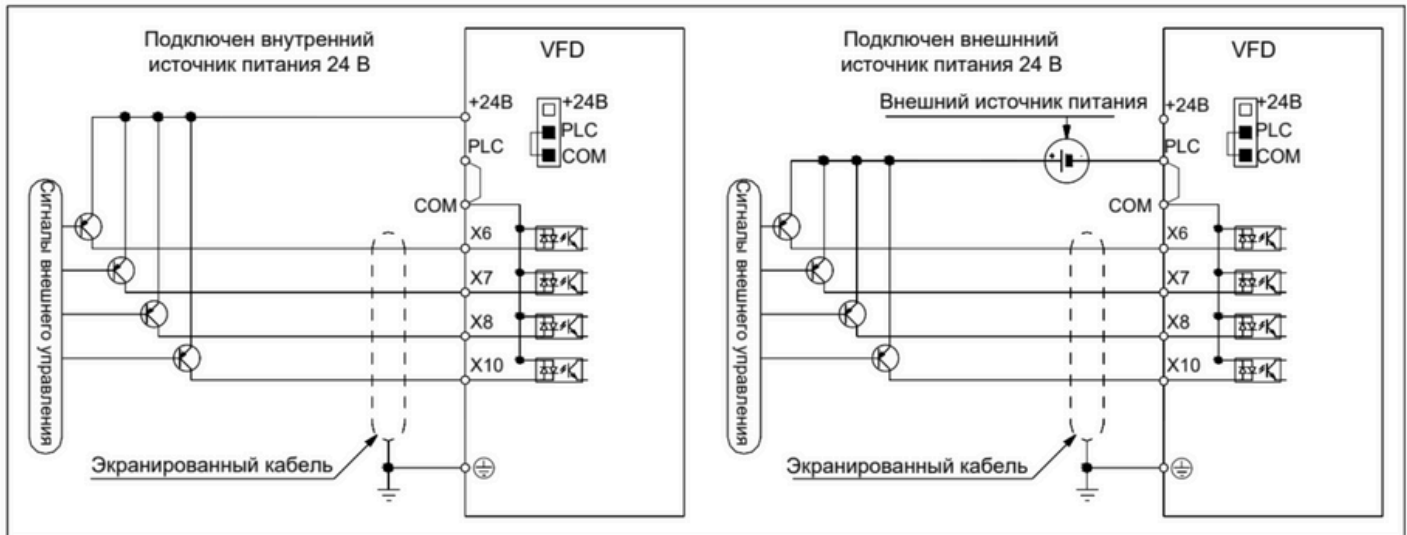 Подключен внутренний
источник питания 24 В
VFD
+24В
+24В
PLC
COM
PLC
COM
X6
X7
X8
X10
Сигналы внешнего управления
Экранированный кабель
Подключен внешнний
источник питания 24 В
VFD
Внешний источник питания
+24В
+24В
PLC
COM
PLC
COM
X6
X7
X8
X10
Сигналы внешнего управления
Экранированный кабель